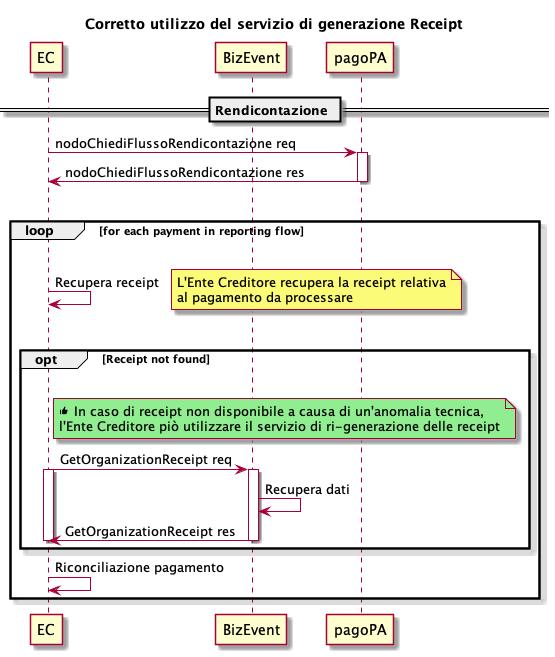 Corretto utilizzo del servizio di generazione Receipt
EC
BizEvent
pagoPA
Rendicontazione
nodoChiediFlussoRendicontazione req
nodoChiediFlussoRendicontazione res
loop
[for each payment in reporting flow]
Recupera receipt
L'Ente Creditore recupera la receipt relativa
al pagamento da processare
opt
[Receipt not found]
In caso di receipt non disponibile a causa di un'anomalia tecnica,
l'Ente Creditore piò utilizzare il servizio di ri-generazione delle receipt
GetOrganizationReceipt req
Recupera dati
GetOrganizationReceipt res
Riconciliazione pagamento
EC
BizEvent
pagoPA